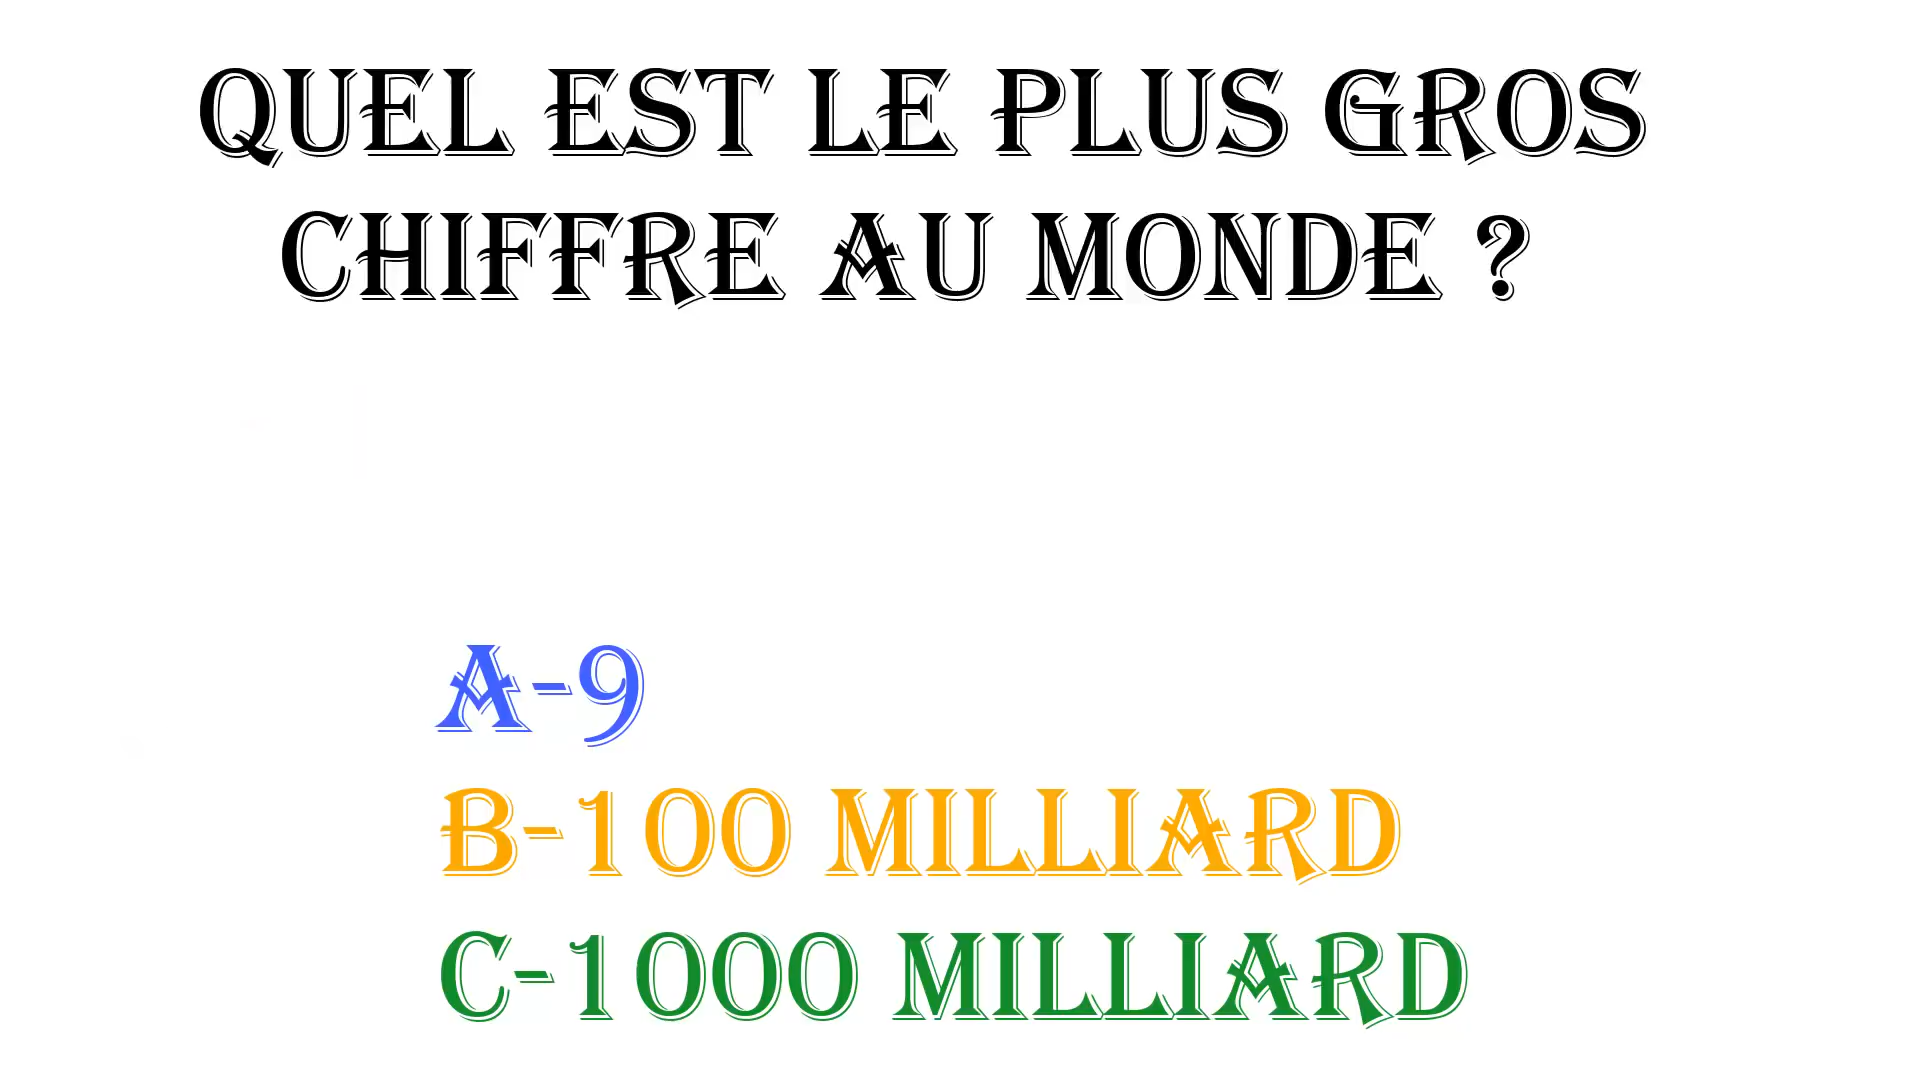 QUEL EST LE PLUS GROS
CHIFFRE AU MONDE ?
A-9
B-100 MILLIARD
C-1000 MILLIARD